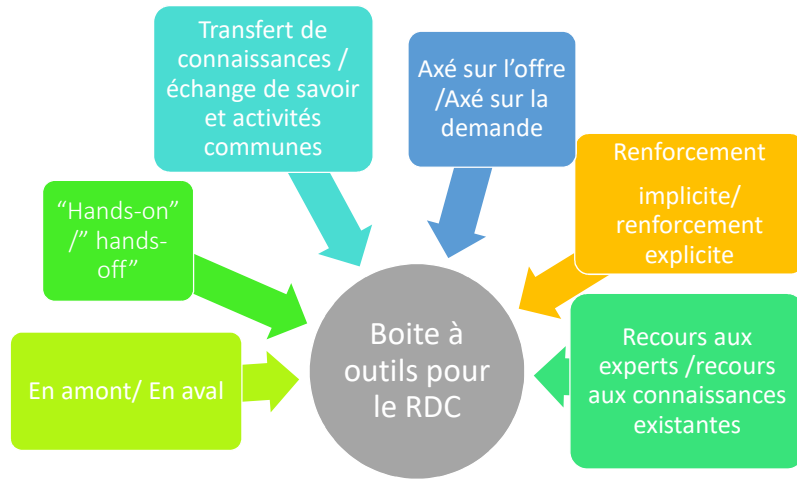 Transfert de
connaissances /
échange de savoir
et activités
communes
Axé sur l’offre
/Axé sur la
demande
Renforcement
implicite/
renforcement
explicite
“Hands-on”
/” hands-
off”
Boite à
outils pour
le RDC
Recours aux
experts /recours
aux connaissances
existantes
En amont/ En aval